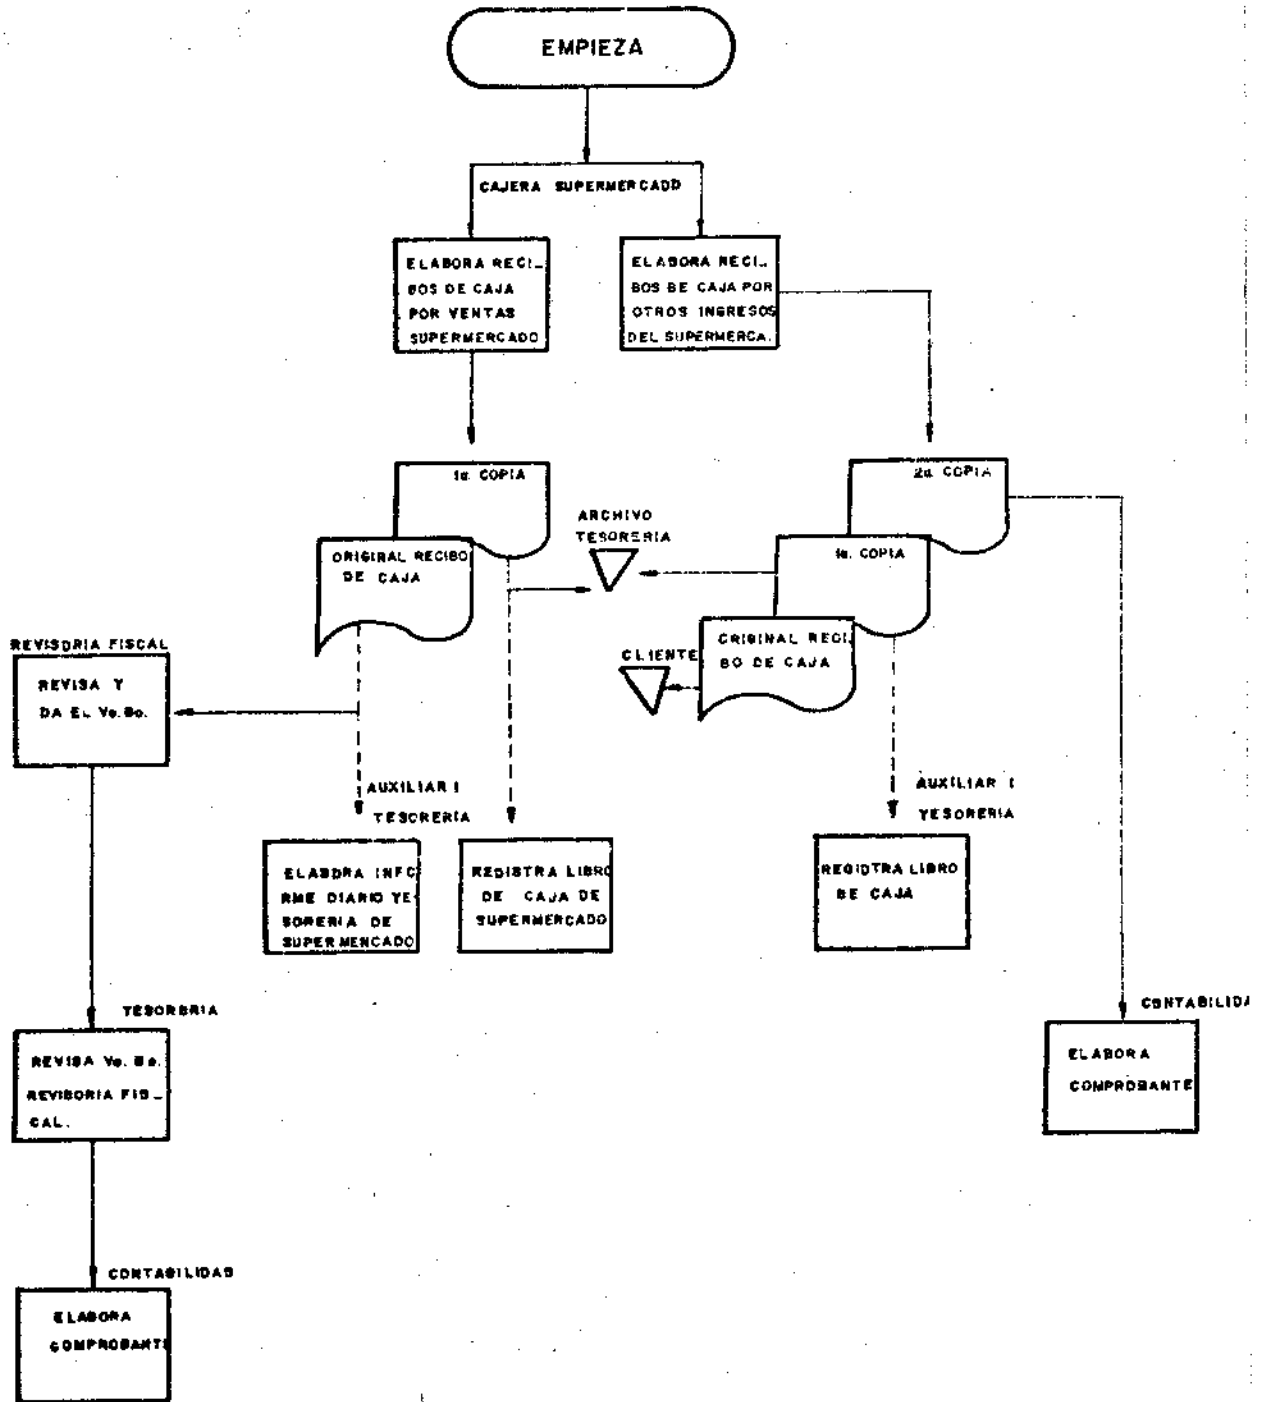 EMPIEZA
CAJERA SUPERMERCADO
ELABORA RECI_
BOS DE CAJA
POR VENTAS
SUPERMERCADO
ELABORA RECI_
BOS DE CAJA POR
OTROS INGRESOS
DEL SUPERMERCA.
1a. COPIA
ORIGINAL RECIBO
DE CAJA
ARCHIVO
TESORERIA
2a. COPIA
1a. COPIA
ORIGINAL RECI_
BO DE CAJA
CLIENTE
REVISORIA FISCAL
REVISA Y
DA EL Vo. Bo.
AUXILIAR I
TESORERIA
ELABORA INFO
RME DIARIO TE-
SORERIA DE
SUPERMERCADO
REGISTRA LIBRO
DE CAJA DE
SUPERMERCADO
AUXILIAR I
TESORERIA
REGISTRA LIBRO
DE CAJA
TESORERIA
REVISA Vo. Bo.
REVISORIA FIS_
CAL.
CONTABILIDA
ELABORA
COMPROBANTE
CONTABILIDAD
ELABORA
COMPROBANTE